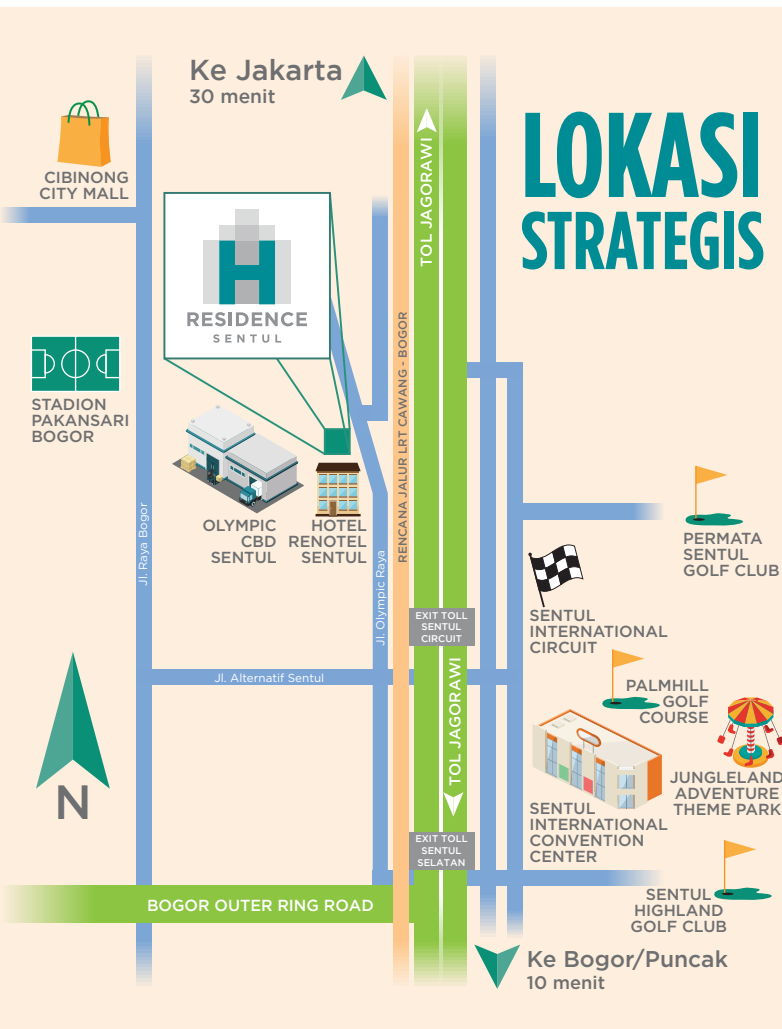 Ke Jakarta
30 menit
LOKASI
STRATEGIS
CIBINONG
CITY MALL
TOL JAGORAWI
H
RESIDENCE
SENTUL
RENCANA JALUR LRT CAWANG - BOGOR
STADION
PAKANSARI
BOGOR
OLYMPIC
CBD
SENTUL
HOTEL
RENOTEL
SENTUL
Jl. Raya Bogor
Jl. Olympic Raya
PERMATA
SENTUL
GOLF CLUB
EXIT TOLL
SENTUL
CIRCUIT
SENTUL
INTERNATIONAL
CIRCUIT
Jl. Alternatif Sentul
TOL JAGORAWI
PALMHILL
GOLF
COURSE
N
JUNGLELAND
ADVENTURE
THEME PARK
SENTUL
INTERNATIONAL
CONVENTION
CENTER
EXIT TOLL
SENTUL
SELATAN
SENTUL
HIGHLAND
GOLF CLUB
BOGOR OUTER RING ROAD
Ke Bogor/Puncak
10 menit